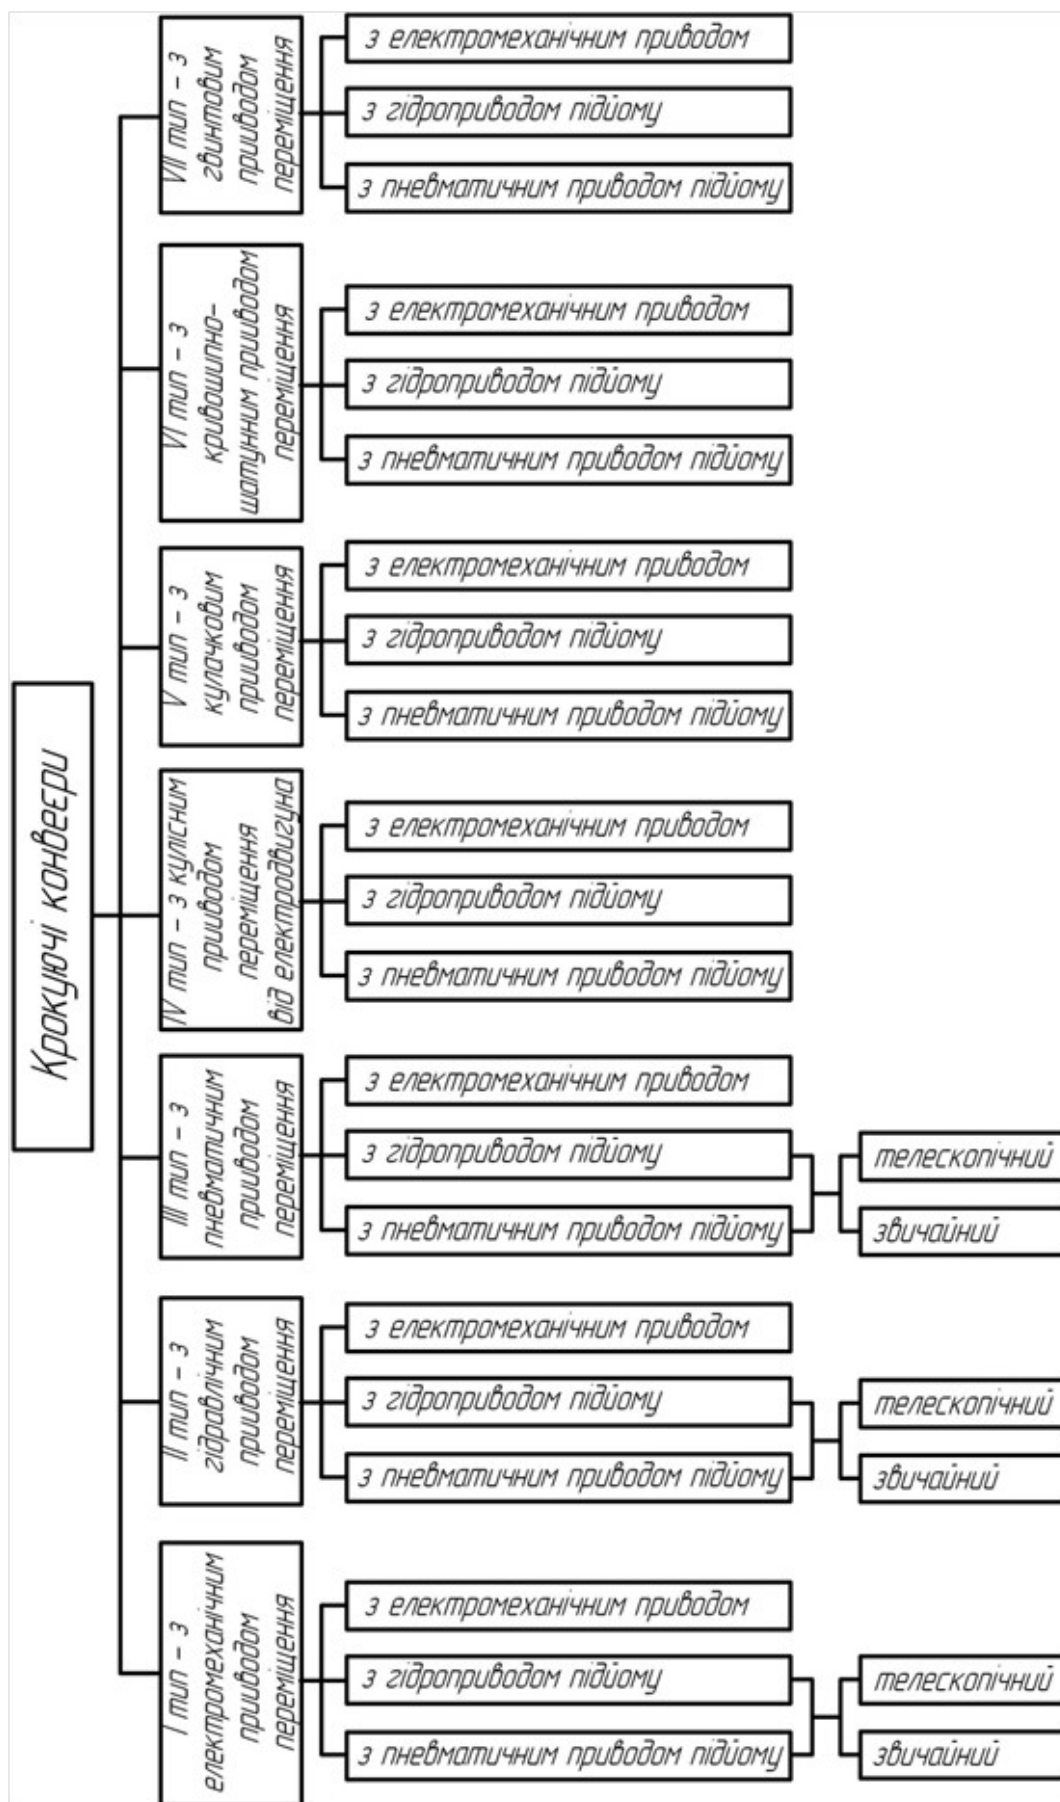 Крокуючі конвеєри
VII тип – З
гвинтовим
приводом
переміщення
з електромеханічним приводом
з гідроприводом підйому
з пневматичним приводом підйому
VI тип – З
кривошипно-
шатунним приводом
переміщення
з електромеханічним приводом
з гідроприводом підйому
з пневматичним приводом підйому
V тип – З
кулачковим
приводом
переміщення
з електромеханічним приводом
з гідроприводом підйому
з пневматичним приводом підйому
IV тип – З кулісним
приводом
переміщення
від електродвигуна
з електромеханічним приводом
з гідроприводом підйому
з пневматичним приводом підйому
III тип – З
пневматичним
приводом
переміщення
з електромеханічним приводом
з гідроприводом підйому
з пневматичним приводом підйому
телескопічний
звичайний
II тип – З
гідравлічним
приводом
переміщення
з електромеханічним приводом
з гідроприводом підйому
з пневматичним приводом підйому
телескопічний
звичайний
I тип – З
електромеханічним
приводом
переміщення
з електромеханічним приводом
з гідроприводом підйому
з пневматичним приводом підйому
телескопічний
звичайний